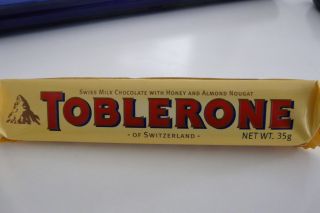 Swiss Milk Chocolate with Honey and Almond Nougat
TOBLERONE
- OF SWITZERLAND -
NET WT. 35g